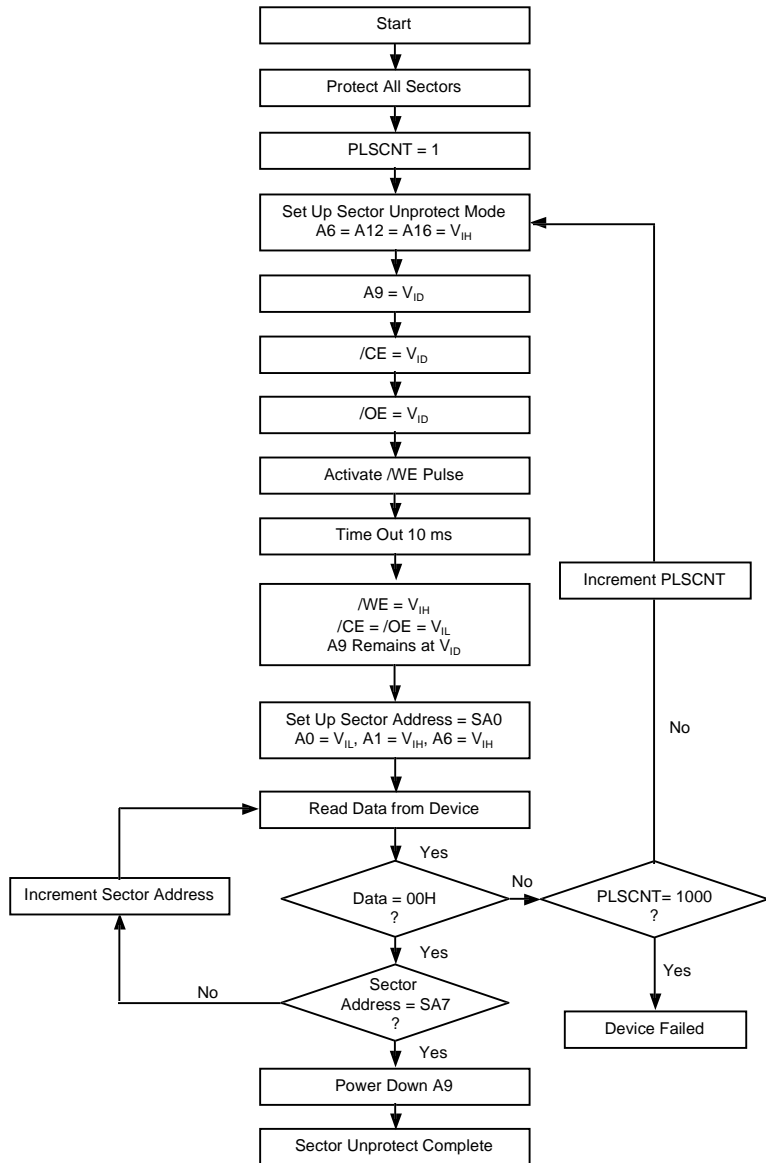 Start
Protect All Sectors
PLSCNT = 1
Set Up Sector Unprotect Mode
A6 = A12 = A16 = VIH
A9 = VID
/CE = VID
/OE = VID
Activate /WE Pulse
Time Out 10 ms
Increment PLSCNT
/WE = VIH
/CE = /OE = VIL
A9 Remains at VID
Set Up Sector Address = SA0
A0 = VIL, A1 = VIH, A6 = VIH
No
Read Data from Device
Yes
Increment Sector Address
Data = 00H
?
No
PLSCNT= 1000
?
Yes
No
Sector
Address = SA7
?
Yes
Device Failed
Yes
Power Down A9
Sector Unprotect Complete